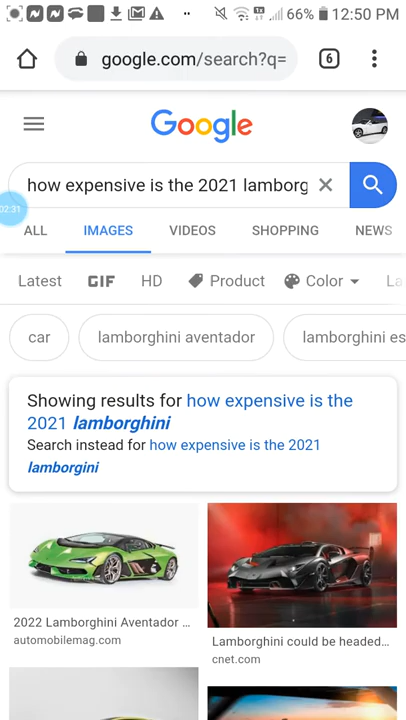 66% 12:50 PM
google.com/search?q=
6
Google
how expensive is the 2021 lamborg
02:31
ALL IMAGES VIDEOS SHOPPING NEWS
Latest GIF HD Product Color La
car lamborghini aventador lamborghini es
Showing results for how expensive is the
2021 lamborghini
Search instead for how expensive is the 2021
lamborgini
2022 Lamborghini Aventador ...
automobilemag.com
Lamborghini could be headed...
cnet.com